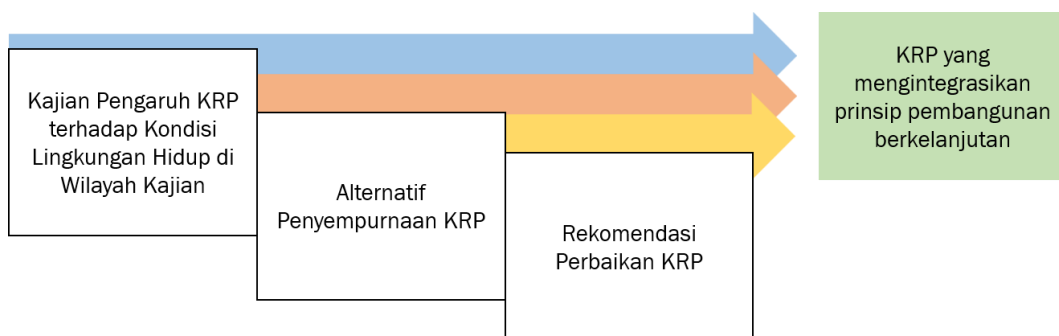 Kajian Pengaruh KRP
terhadap Kondisi
Lingkungan Hidup di
Wilayah Kajian
Alternatif
Penyempurnaan KRP
Rekomendasi
Perbaikan KRP
KRP yang
mengintegrasikan
prinsip pembangunan
berkelanjutan